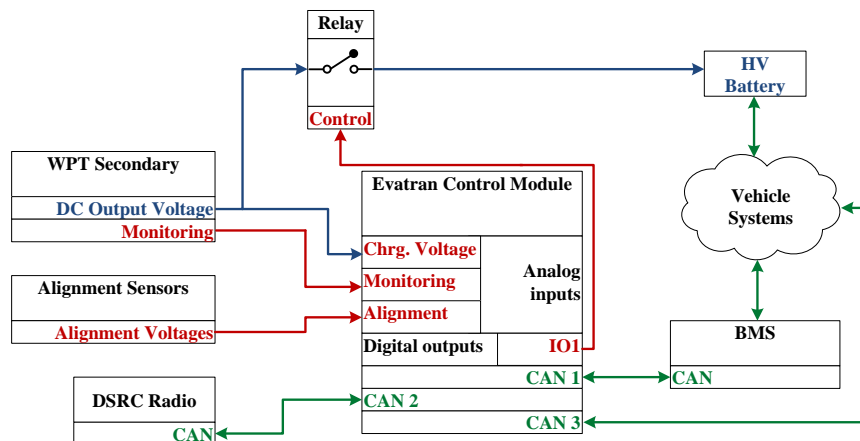 Relay
Control
HV
Battery
WPT Secondary
DC Output Voltage
Monitoring
Evatran Control Module
Chrg. Voltage
Monitoring
Alignment
Analog
inputs
Digital outputs
IO1
CAN 1
CAN 2
CAN 3
Vehicle
Systems
Alignment Sensors
Alignment Voltages
BMS
CAN
DSRC Radio
CAN